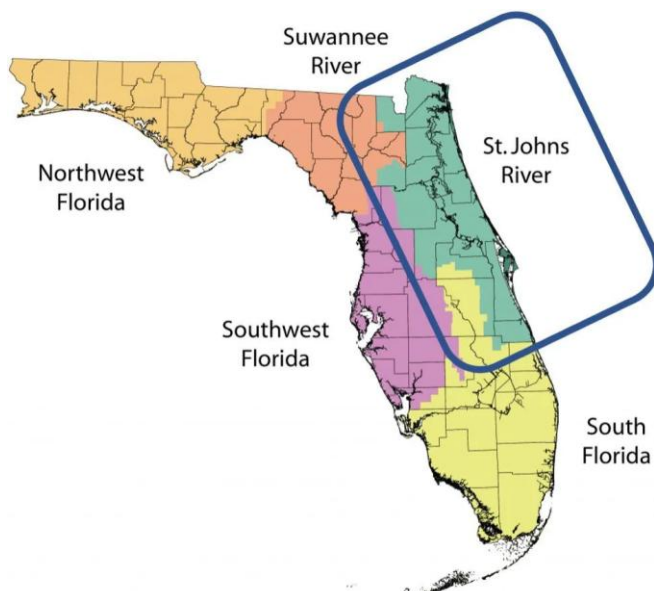 Suwannee
River
St. Johns
River
Northwest
Florida
Southwest
Florida
South
Florida